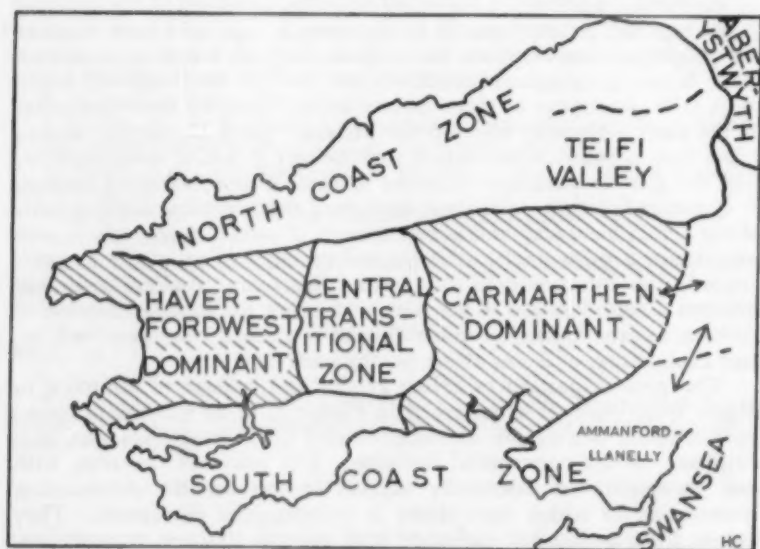 ABER-
YSTWYTH
NORTH COAST ZONE
TEIFI
VALLEY
HAVER-
FORDWEST
DOMINANT
CENTRAL
TRANS-
ITIONAL
ZONE
CARMARTHEN
DOMINANT
AMMANFORD-
LLANELLY
SOUTH COAST ZONE
SWANSEA
HC